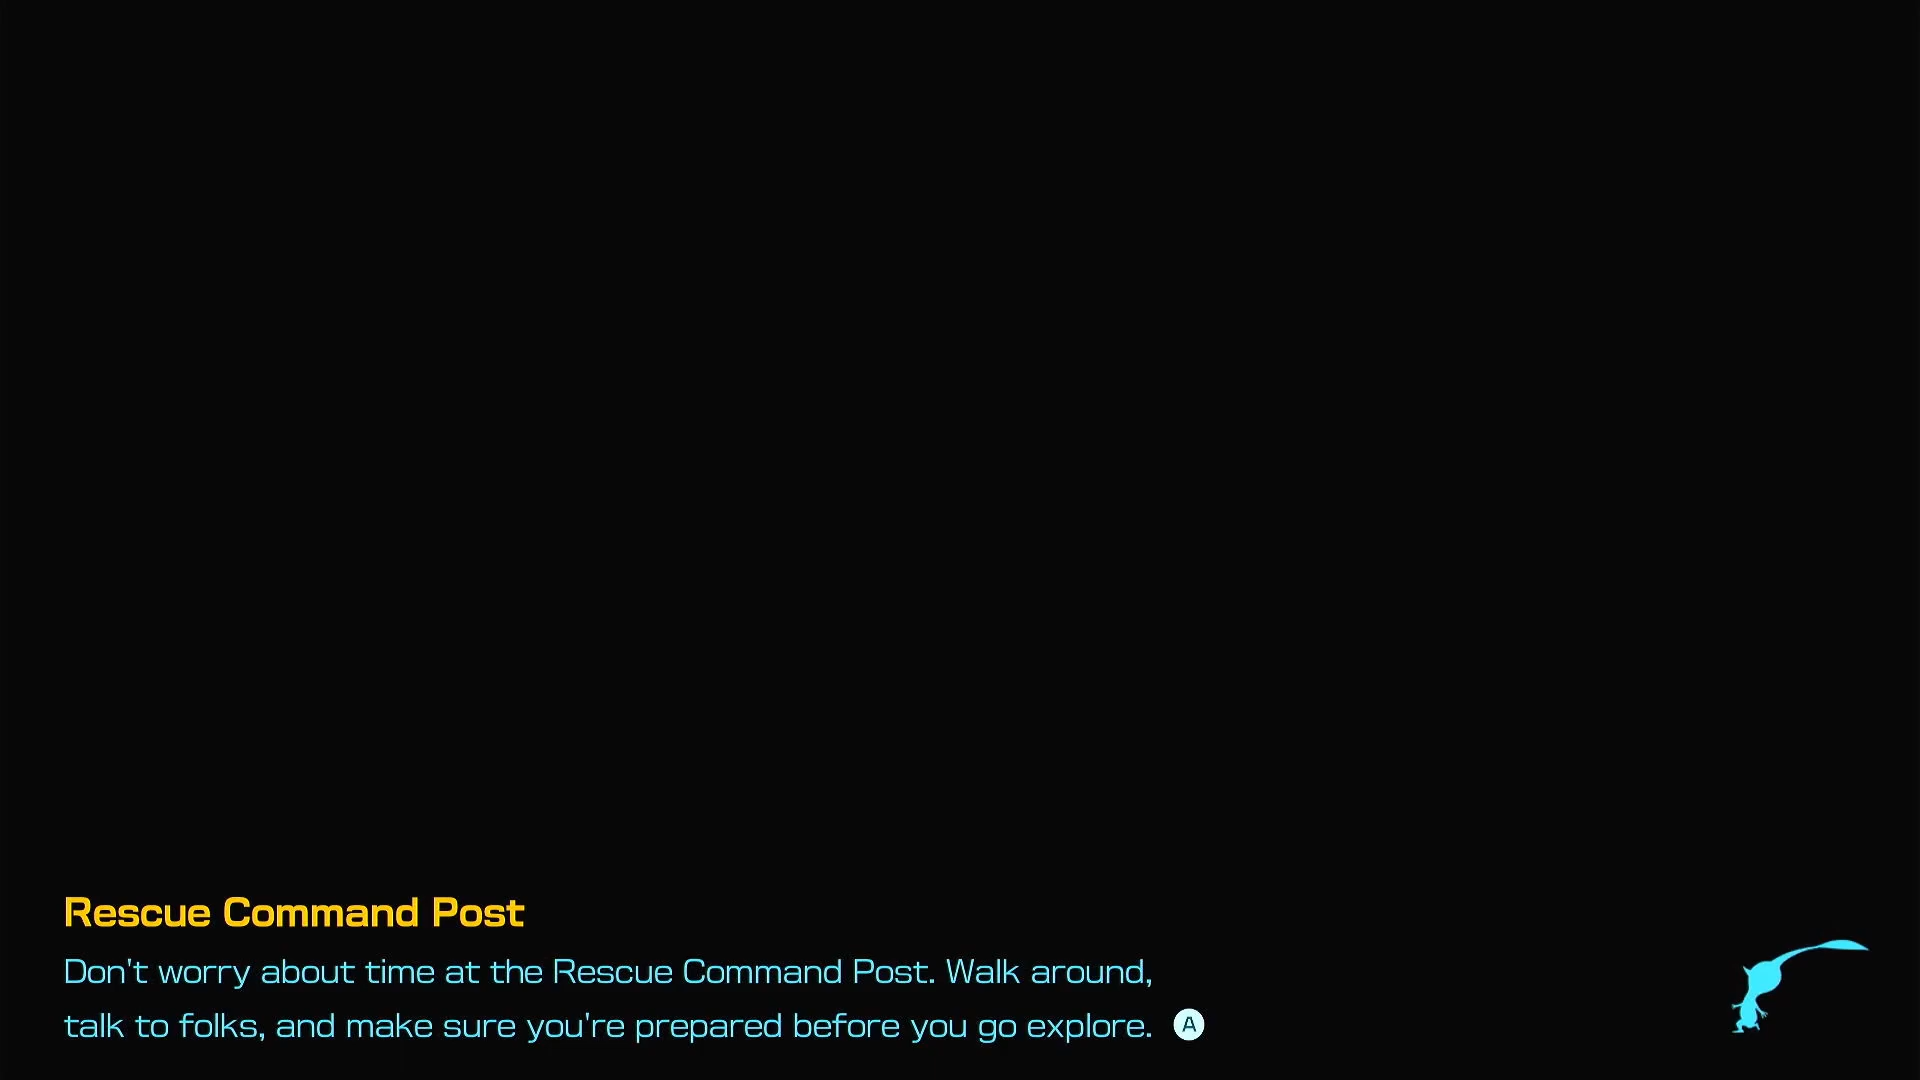 Rescue Command Post
Don't worry about time at the Rescue Command Post. Walk around,
talk to folks, and make sure you're prepared before you go explore. A